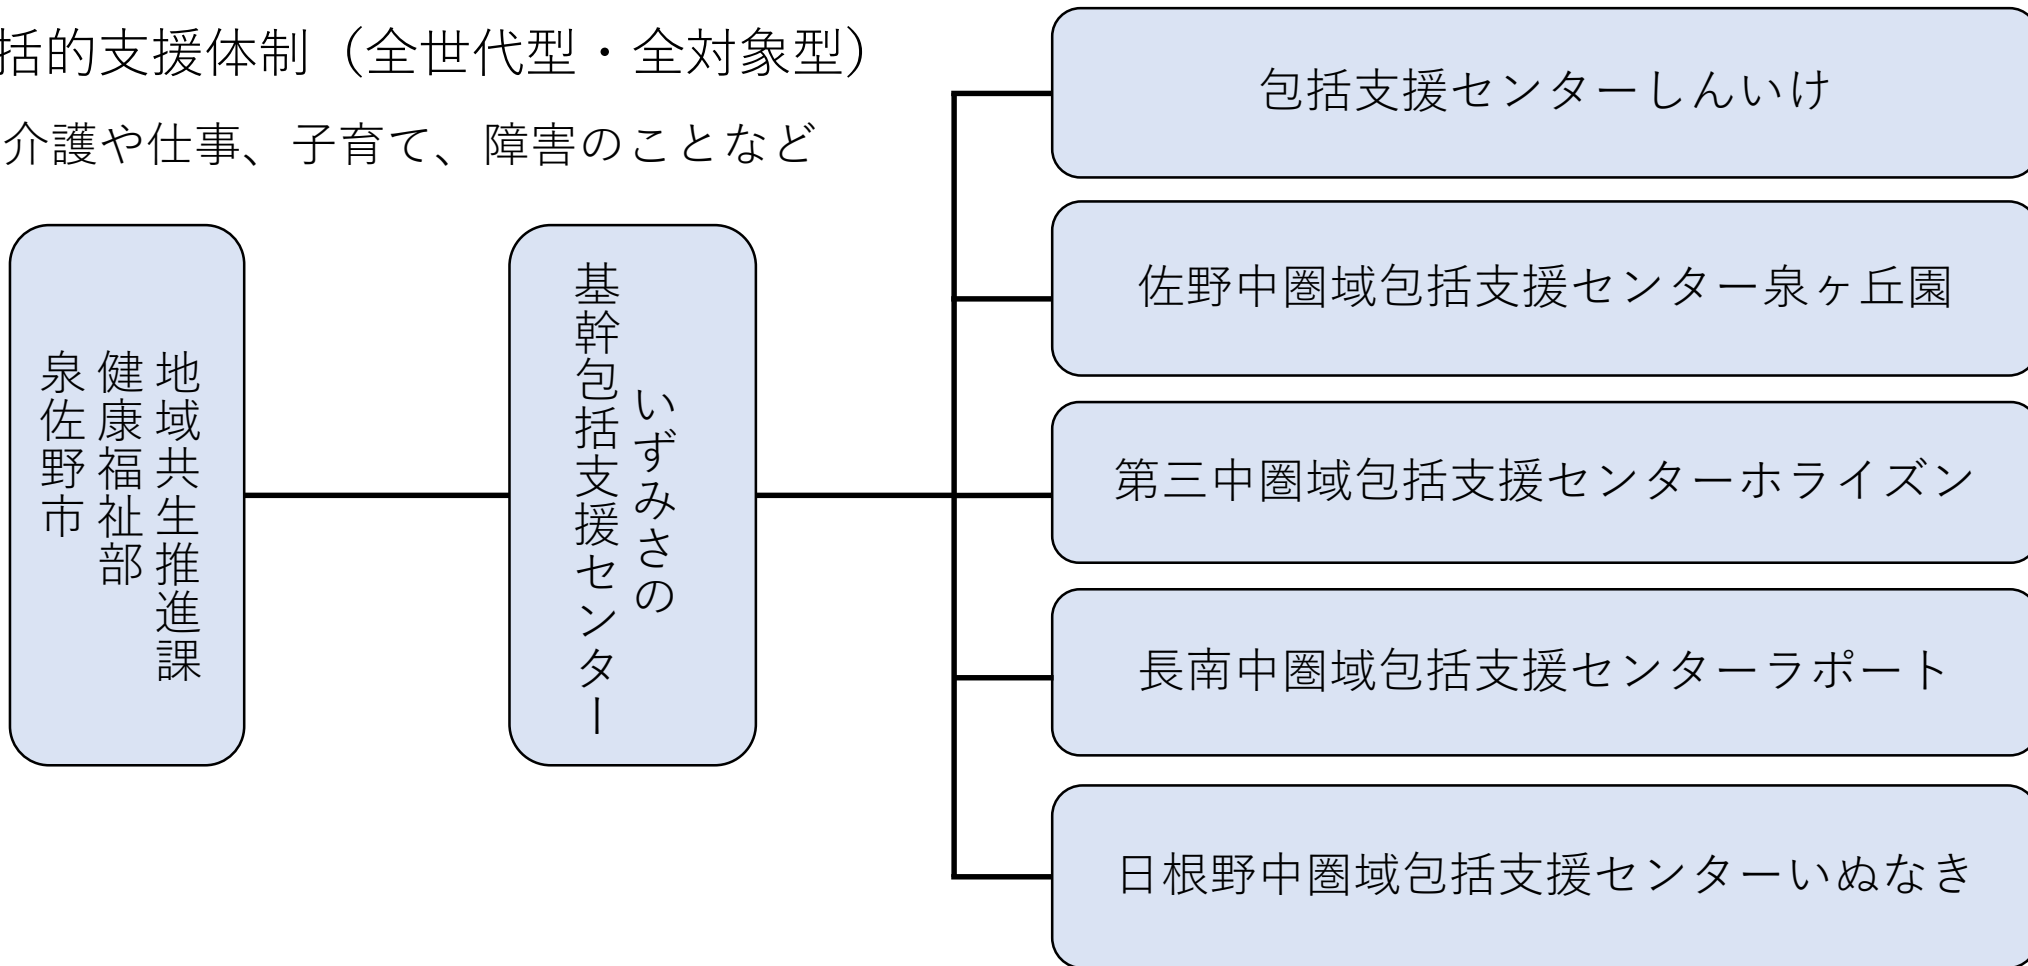 括的支援体制（全世代型・全対象型）
介護や仕事、子育て、障害のことなど
泉佐野市
健康福祉部
地域共生推進課
いずみさの
基幹包括支援センター
包括支援センターしんいけ
佐野中圏域包括支援センター泉ヶ丘園
第三中圏域包括支援センターホライズン
長南中圏域包括支援センターラポート
日根野中圏域包括支援センターいぬなき